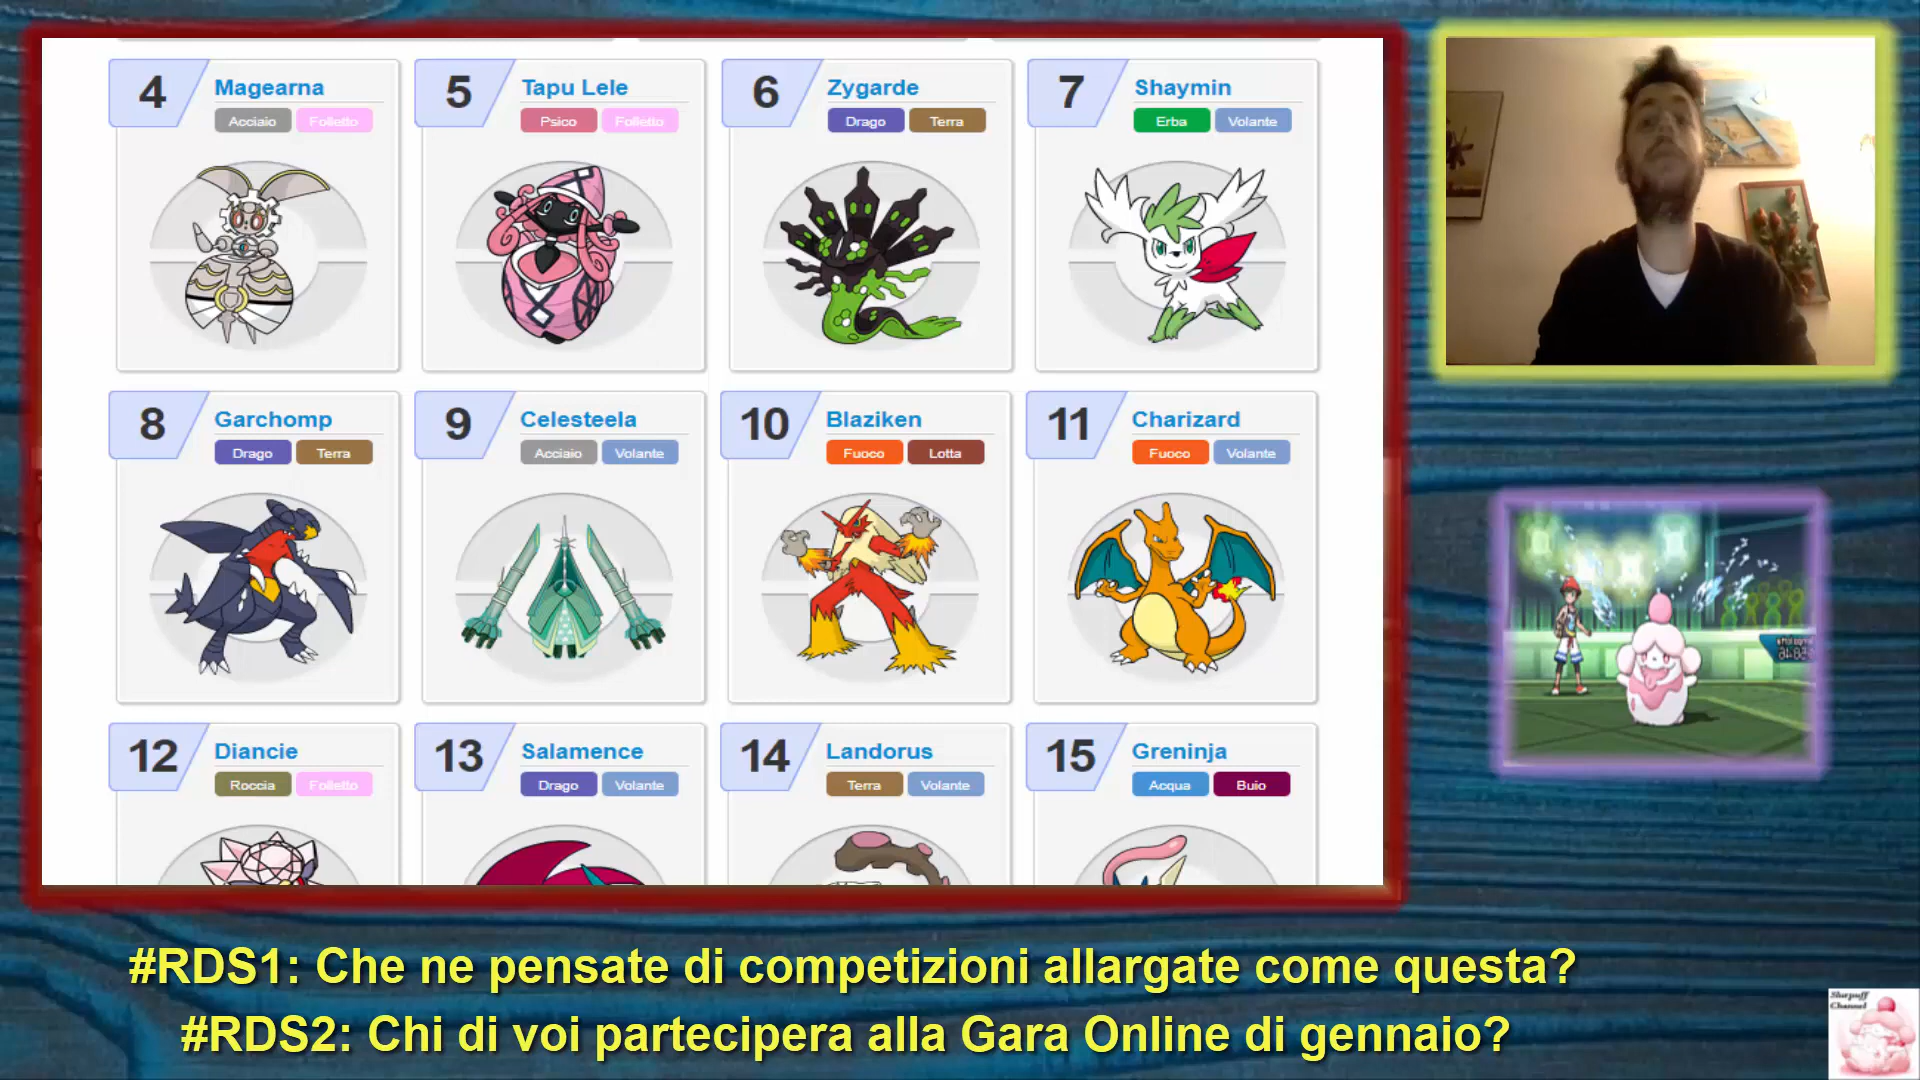 4 Magearna
Acciaio Folletto
5 Tapu Lele
Psico Folletto
6 Zygarde
Drago Terra
7 Shaymin
Erba Volante
8 Garchomp
Drago Terra
9 Celesteela
Acciaio Volante
10 Blaziken
Fuoco Lotta
11 Charizard
Fuoco Volante
12 Diancie
Roccia Folletto
13 Salamence
Drago Volante
14 Landorus
Terra Volante
15 Greninja
Acqua Buio
#RDS1: Che ne pensate di competizioni allargate come questa?
#RDS2: Chi di voi partecipera alla Gara Online di gennaio?
Slurpuff
Channel